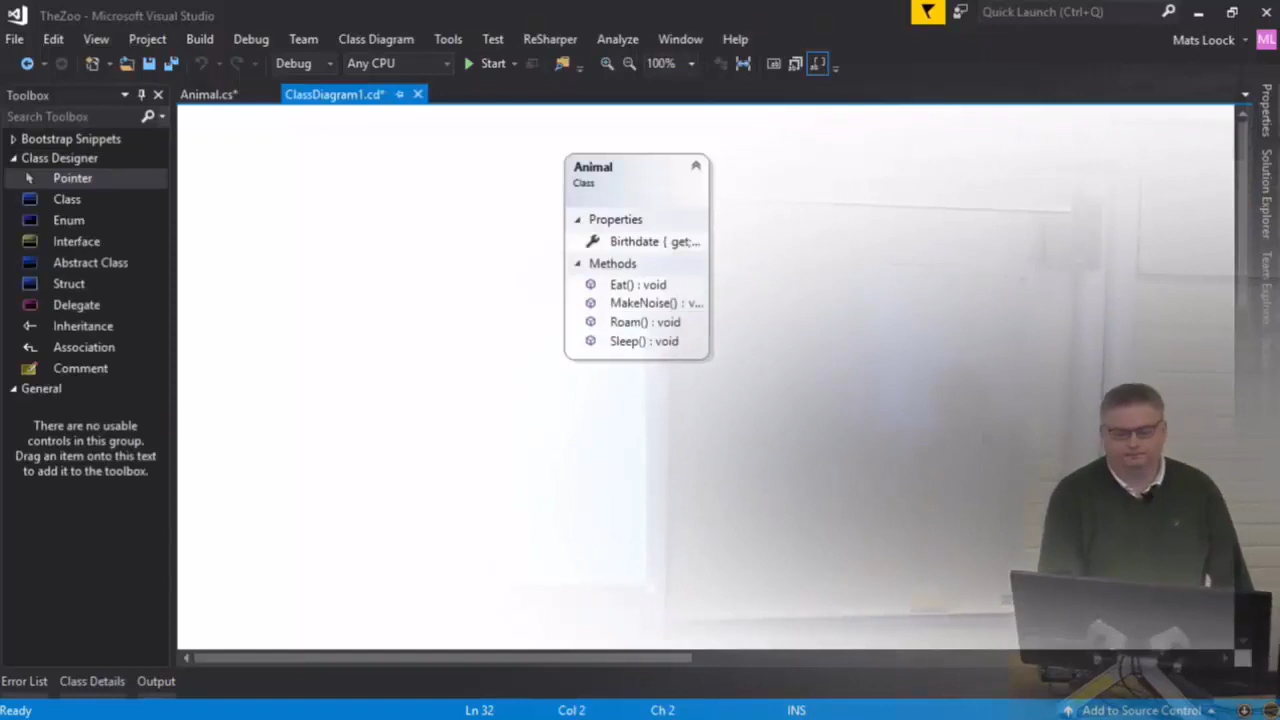 TheZoo - Microsoft Visual Studio
Quick Launch (Ctrl+Q)
File Edit View Project Build Debug Team Class Diagram Tools Test ReSharper Analyze Window Help
Mats Loock ML
Debug Any CPU Start 100%
Toolbox
Animal.cs* ClassDiagram1.cd*
Search Toolbox
Bootstrap Snippets
Class Designer
Pointer
Class
Enum
Interface
Abstract Class
Struct
Delegate
Inheritance
Association
Comment
General
There are no usable
controls in this group.
Drag an item onto this text
to add it to the toolbox.
Animal
Class
Properties
Birthdate { get;...
Methods
Eat() : void
MakeNoise() : v...
Roam() : void
Sleep() : void
Properties
Solution Explorer
Team Explorer
Error List Class Details Output
Ready Ln 32 Col 2 Ch 2 INS Add to Source Control